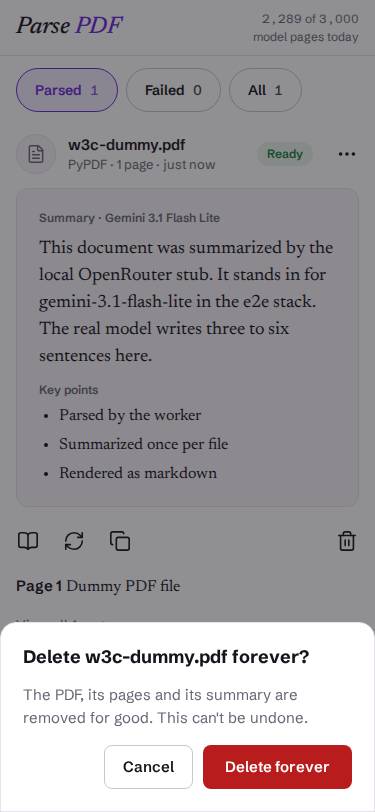 Parse PDF
2,289 of 3,000
model pages today
Parsed 1
Failed 0
All 1
w3c-dummy.pdf
PyPDF · 1 page · just now
Ready
Summary · Gemini 3.1 Flash Lite
This document was summarized by the
local OpenRouter stub. It stands in for
gemini-3.1-flash-lite in the e2e stack.
The real model writes three to six
sentences here.
Key points
• Parsed by the worker
• Summarized once per file
• Rendered as markdown
Page 1 Dummy PDF file
Delete w3c-dummy.pdf forever?
The PDF, its pages and its summary are
removed for good. This can't be undone.
Cancel
Delete forever